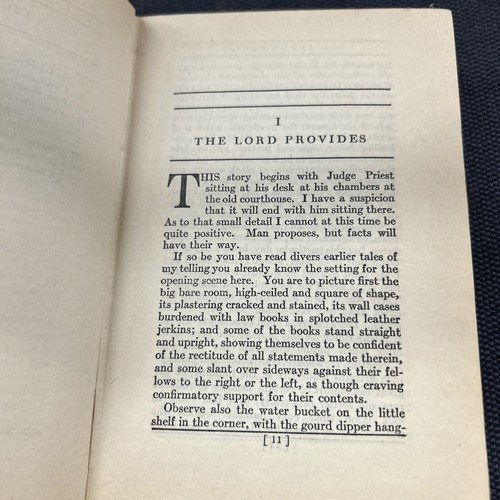 I
THE LORD PROVIDES
THIS story begins with Judge Priest
sitting at his desk at his chambers at
the old courthouse. I have a suspicion
that it will end with him sitting there.
As to that small detail I cannot at this time be
quite positive. Man proposes, but facts will
have their way.
If so be you have read divers earlier tales of
my telling you already know the setting for the
opening scene here. You are to picture first the
big bare room, high-ceiled and square of shape,
its plastering cracked and stained, its wall cases
burdened with law books in splotched leather
jerkins; and some of the books stand straight
and upright, showing themselves to be confident
of the rectitude of all statements made therein,
and some slant over sideways against their fel-
lows to the right or the left, as though craving
confirmatory support for their contents.
Observe also the water bucket on the little
shelf in the corner, with the gourd dipper hang-
[ 11 ]